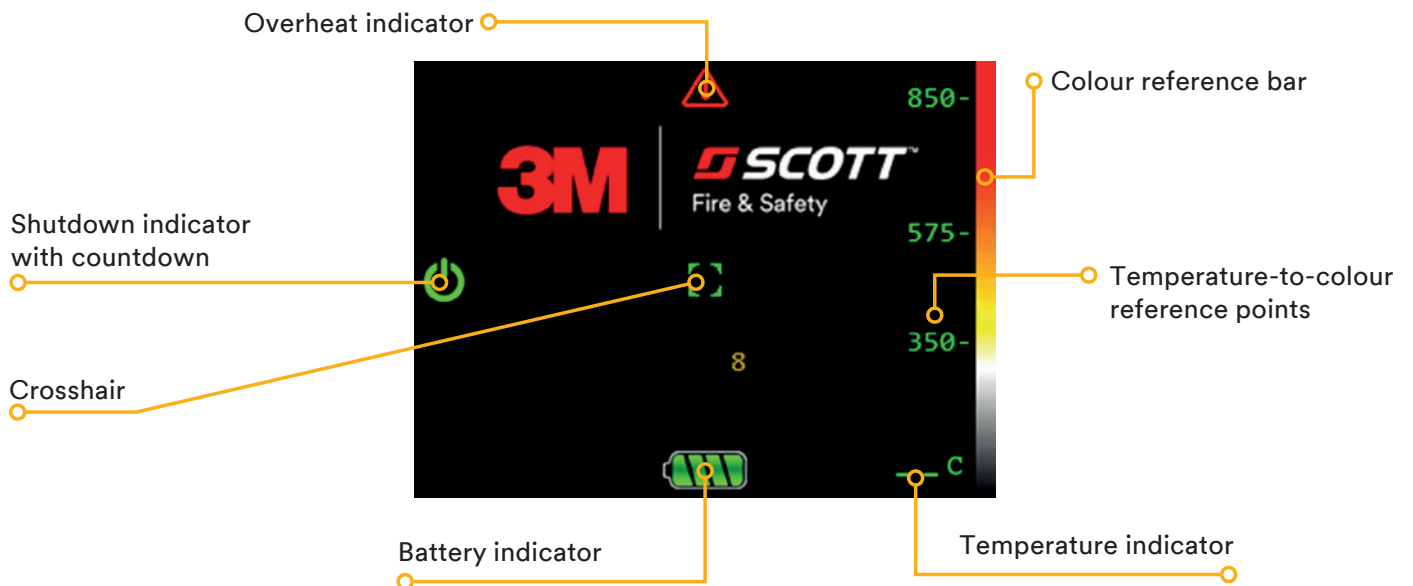 Overheat indicator
850-
Colour reference bar
3M
SCOTT™
Fire & Safety
Shutdown indicator
with countdown
575-
Temperature-to-colour
reference points
350-
8
Crosshair
C
Battery indicator
Temperature indicator